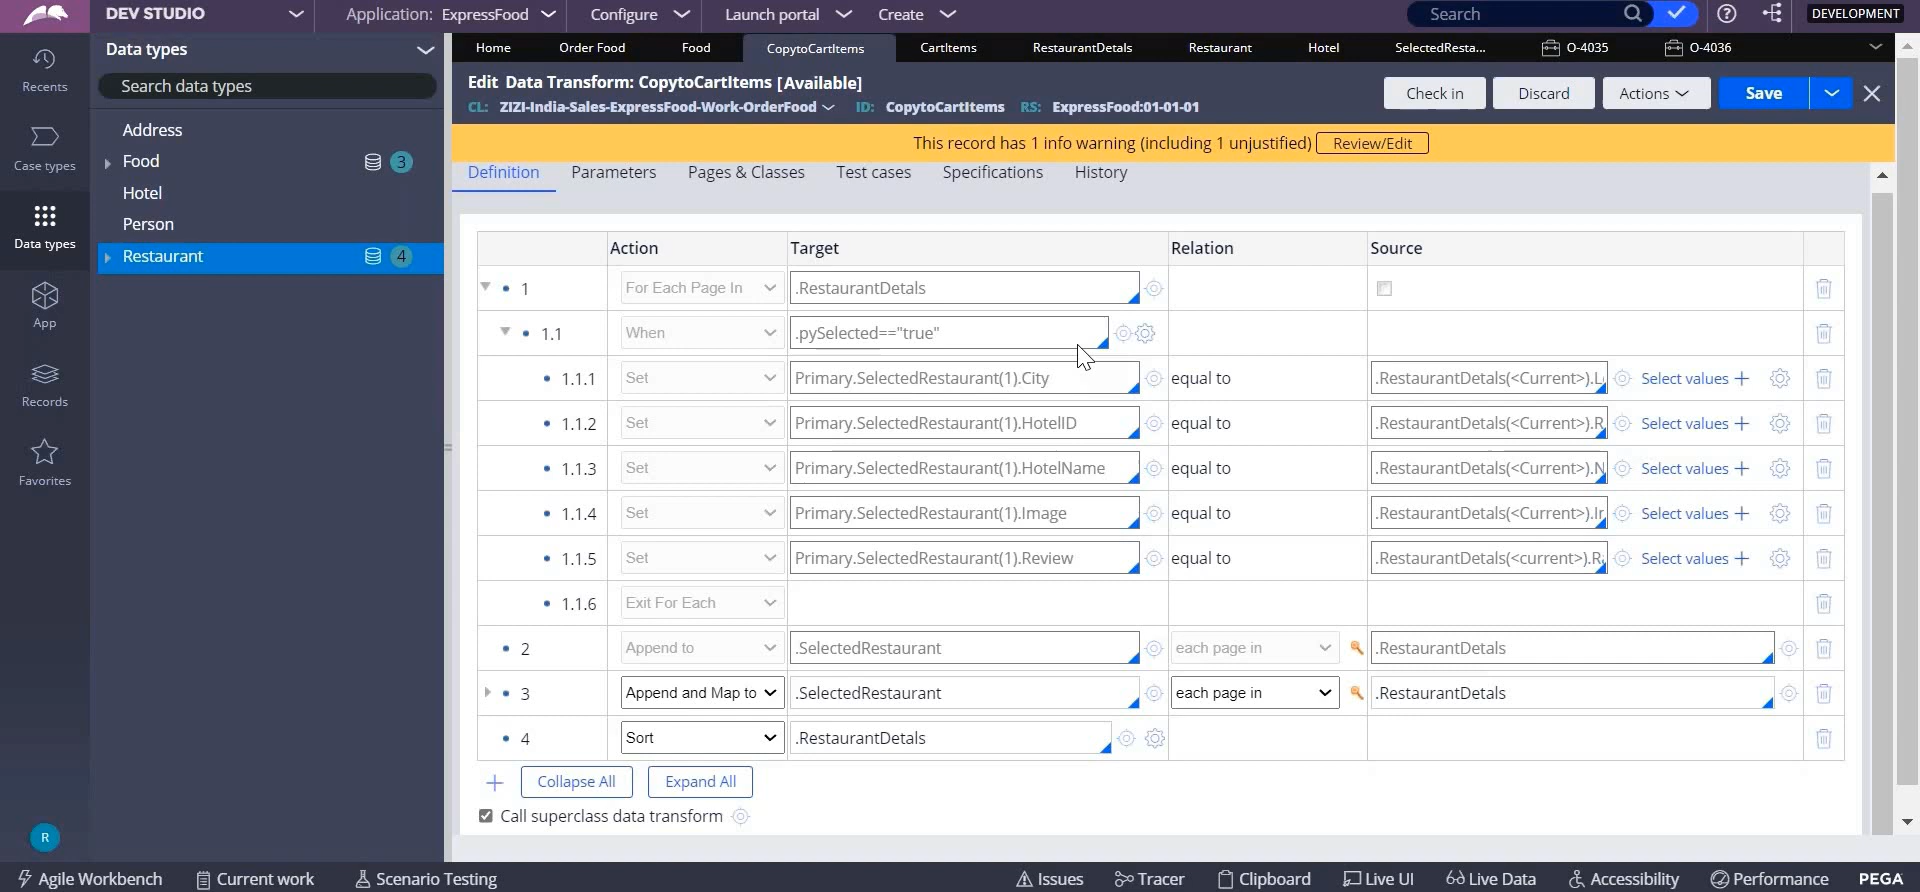 DEV STUDIO
Application: ExpressFood
Configure
Launch portal
Create
Search
DEVELOPMENT
Recents
Case types
Data types
App
Records
Favorites
R
Data types
Search data types
Address
Food 3
Hotel
Person
Restaurant 4
Home Order Food Food CopytoCartItems CartItems RestaurantDetals Restaurant Hotel SelectedResta... O-4035 O-4036
Edit Data Transform: CopytoCartItems [Available]
CL: ZIZI-India-Sales-ExpressFood-Work-OrderFood ID: CopytoCartItems RS: ExpressFood:01-01-01
Check in Discard Actions Save
This record has 1 info warning (including 1 unjustified) Review/Edit
Definition Parameters Pages & Classes Test cases Specifications History
Action Target Relation Source
1 For Each Page In .RestaurantDetals
1.1 When .pySelected=="true"
1.1.1 Set Primary.SelectedRestaurant(1).City equal to .RestaurantDetals(<Current>).L Select values
1.1.2 Set Primary.SelectedRestaurant(1).HotelID equal to .RestaurantDetals(<Current>).R Select values
1.1.3 Set Primary.SelectedRestaurant(1).HotelName equal to .RestaurantDetals(<Current>).N Select values
1.1.4 Set Primary.SelectedRestaurant(1).Image equal to .RestaurantDetals(<Current>).Ir Select values
1.1.5 Set Primary.SelectedRestaurant(1).Review equal to .RestaurantDetals(<current>).R Select values
1.1.6 Exit For Each
2 Append to .SelectedRestaurant each page in .RestaurantDetals
3 Append and Map to .SelectedRestaurant each page in .RestaurantDetals
4 Sort .RestaurantDetals
Collapse All Expand All
Call superclass data transform
Agile Workbench Current work Scenario Testing Issues Tracer Clipboard Live UI Live Data Accessibility Performance PEGA